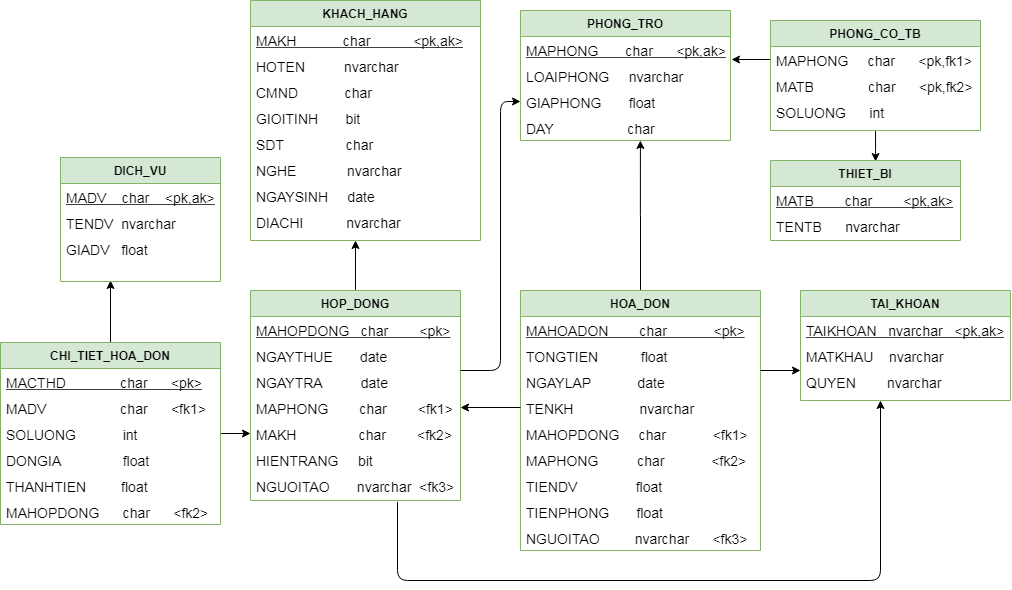 KHACH_HANG
MAKH char <pk,ak>
HOTEN nvarchar
CMND char
GIOITINH bit
SDT char
NGHE nvarchar
NGAYSINH date
DIACHI nvarchar
PHONG_TRO
MAPHONG char <pk,ak>
LOAIPHONG nvarchar
GIAPHONG float
DAY char
PHONG_CO_TB
MAPHONG char <pk,fk1>
MATB char <pk,fk2>
SOLUONG int
DICH_VU
MADV char <pk,ak>
TENDV nvarchar
GIADV float
THIET_BI
MATB char <pk,ak>
TENTB nvarchar
HOP_DONG
MAHOPDONG char <pk>
NGAYTHUE date
NGAYTRA date
MAPHONG char <fk1>
MAKH char <fk2>
HIENTRANG bit
NGUOITAO nvarchar <fk3>
HOA_DON
MAHOADON char <pk>
TONGTIEN float
NGAYLAP date
TENKH nvarchar
MAHOPDONG char <fk1>
MAPHONG char <fk2>
TIENDV float
TIENPHONG float
NGUOITAO nvarchar <fk3>
TAI_KHOAN
TAIKHOAN nvarchar <pk,ak>
MATKHAU nvarchar
QUYEN nvarchar
CHI_TIET_HOA_DON
MACTHD char <pk>
MADV char <fk1>
SOLUONG int
DONGIA float
THANHTIEN float
MAHOPDONG char <fk2>